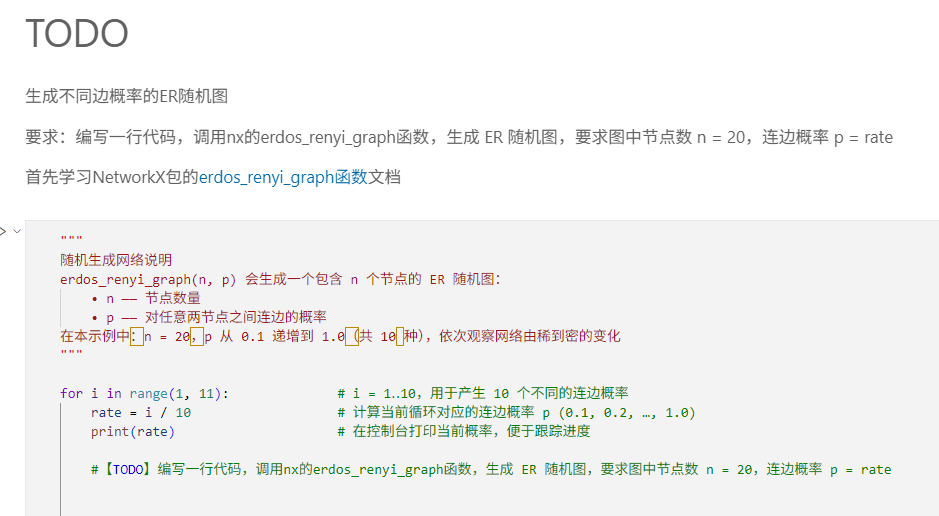 TODO
生成不同边概率的ER随机图
要求：编写一行代码，调用nx的erdos_renyi_graph函数，生成 ER 随机图，要求图中节点数 n = 20，连边概率 p = rate
首先学习NetworkX包的erdos_renyi_graph函数文档
"""
随机生成网络说明
erdos_renyi_graph(n, p) 会生成一个包含 n 个节点的 ER 随机图：
• n —— 节点数量
• p —— 对任意两节点之间连边的概率
在本示例中：n = 20，p 从 0.1 递增到 1.0（共 10 种），依次观察网络由稀到密的变化
"""
for i in range(1, 11): # i = 1‥10，用于产生 10 个不同的连边概率
rate = i / 10 # 计算当前循环对应的连边概率 p (0.1, 0.2, …, 1.0)
print(rate) # 在控制台打印当前概率，便于跟踪进度
#【TODO】编写一行代码，调用nx的erdos_renyi_graph函数，生成 ER 随机图，要求图中节点数 n = 20，连边概率 p = rate